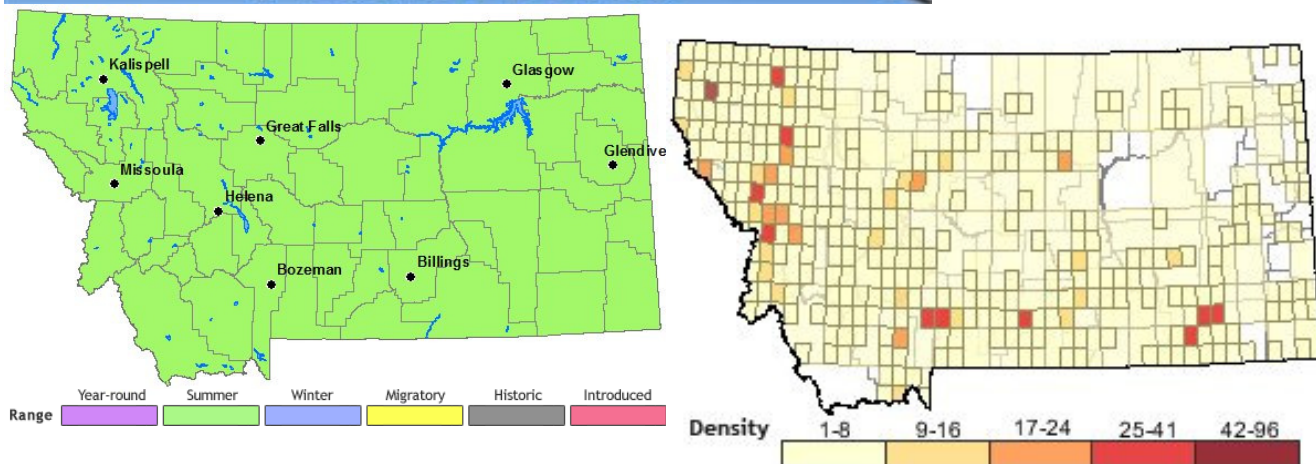 Kalispell
Glasgow
Great Falls
Glendive
Missoula
Helena
Bozeman
Billings
Year-round Summer Winter Migratory Historic Introduced
Range
Density 1-8 9-16 17-24 25-41 42-96